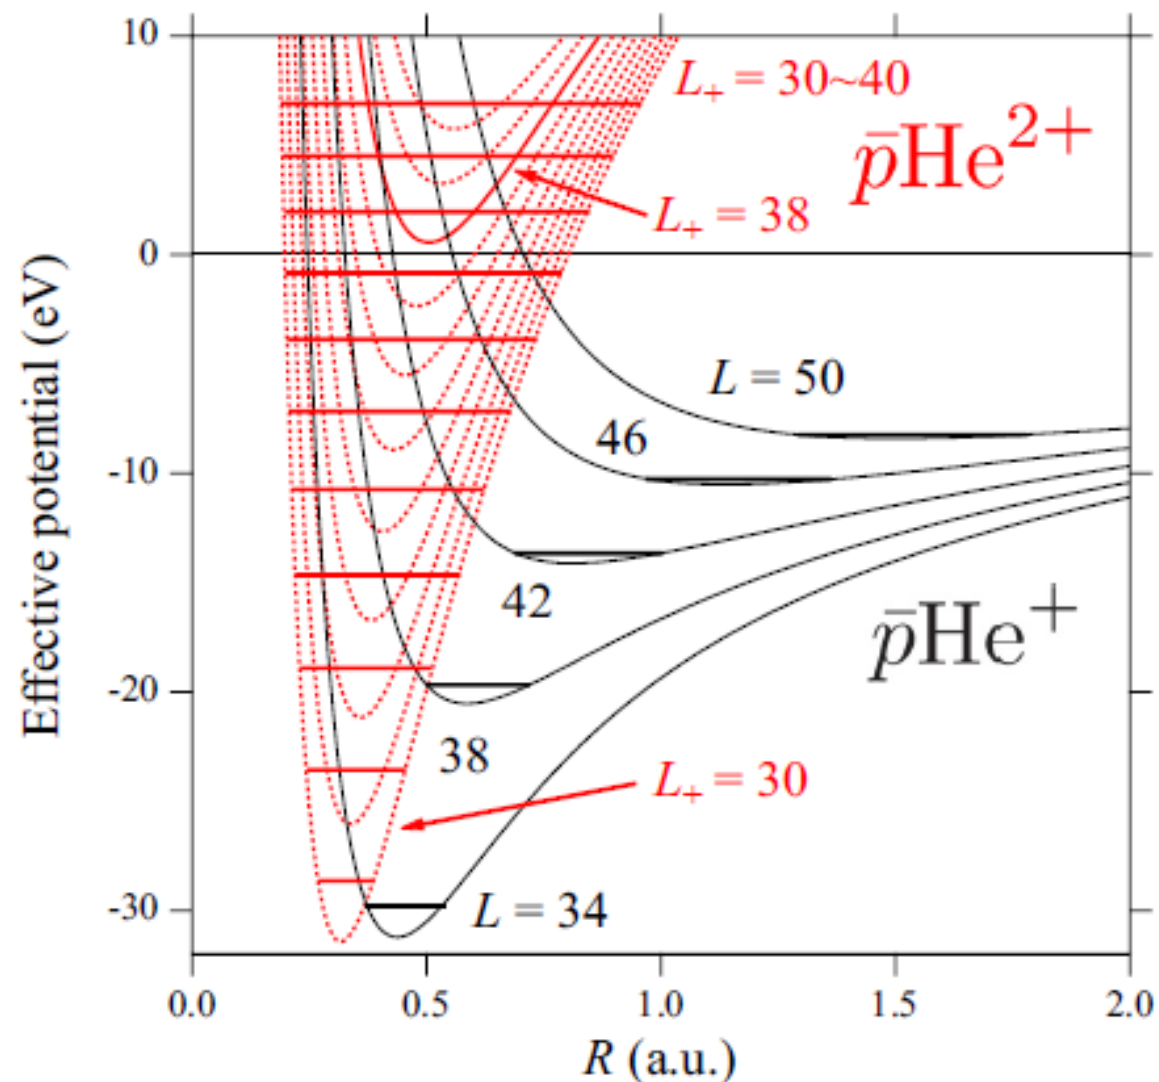 10
0
-10
-20
-30
Effective potential (eV)
L₊ = 30~40
p̄He²⁺
L₊ = 38
L = 50
46
42
p̄He⁺
38
L₊ = 30
L = 34
0.0 0.5 1.0 1.5 2.0
R (a.u.)